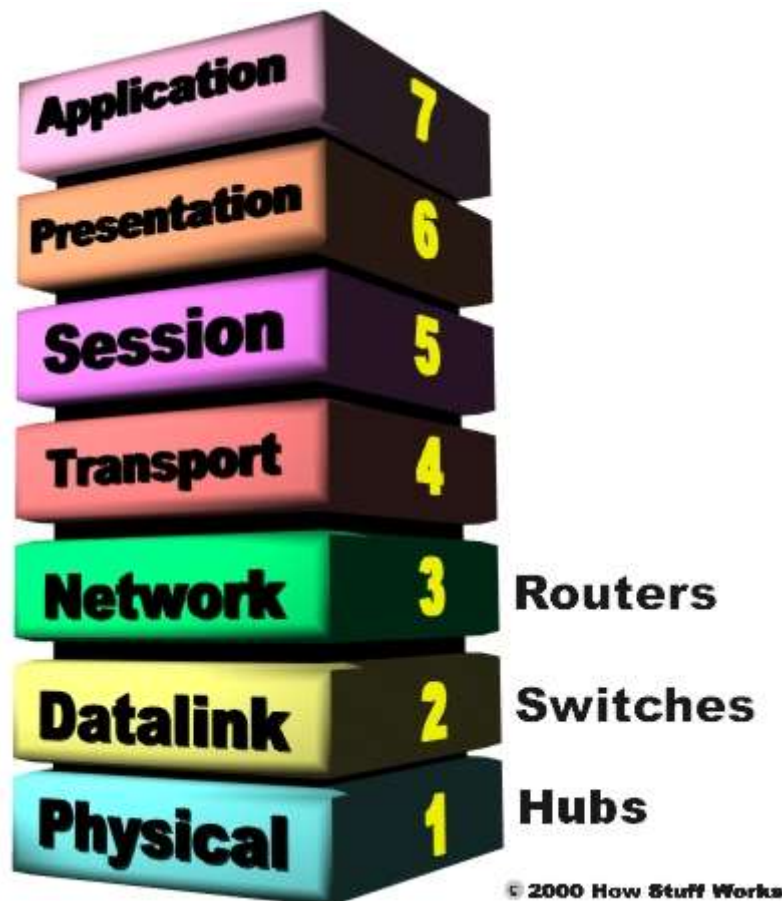 Application 7
Presentation 6
Session 5
Transport 4
Network 3 Routers
Datalink 2 Switches
Physical 1 Hubs
© 2000 How Stuff Works